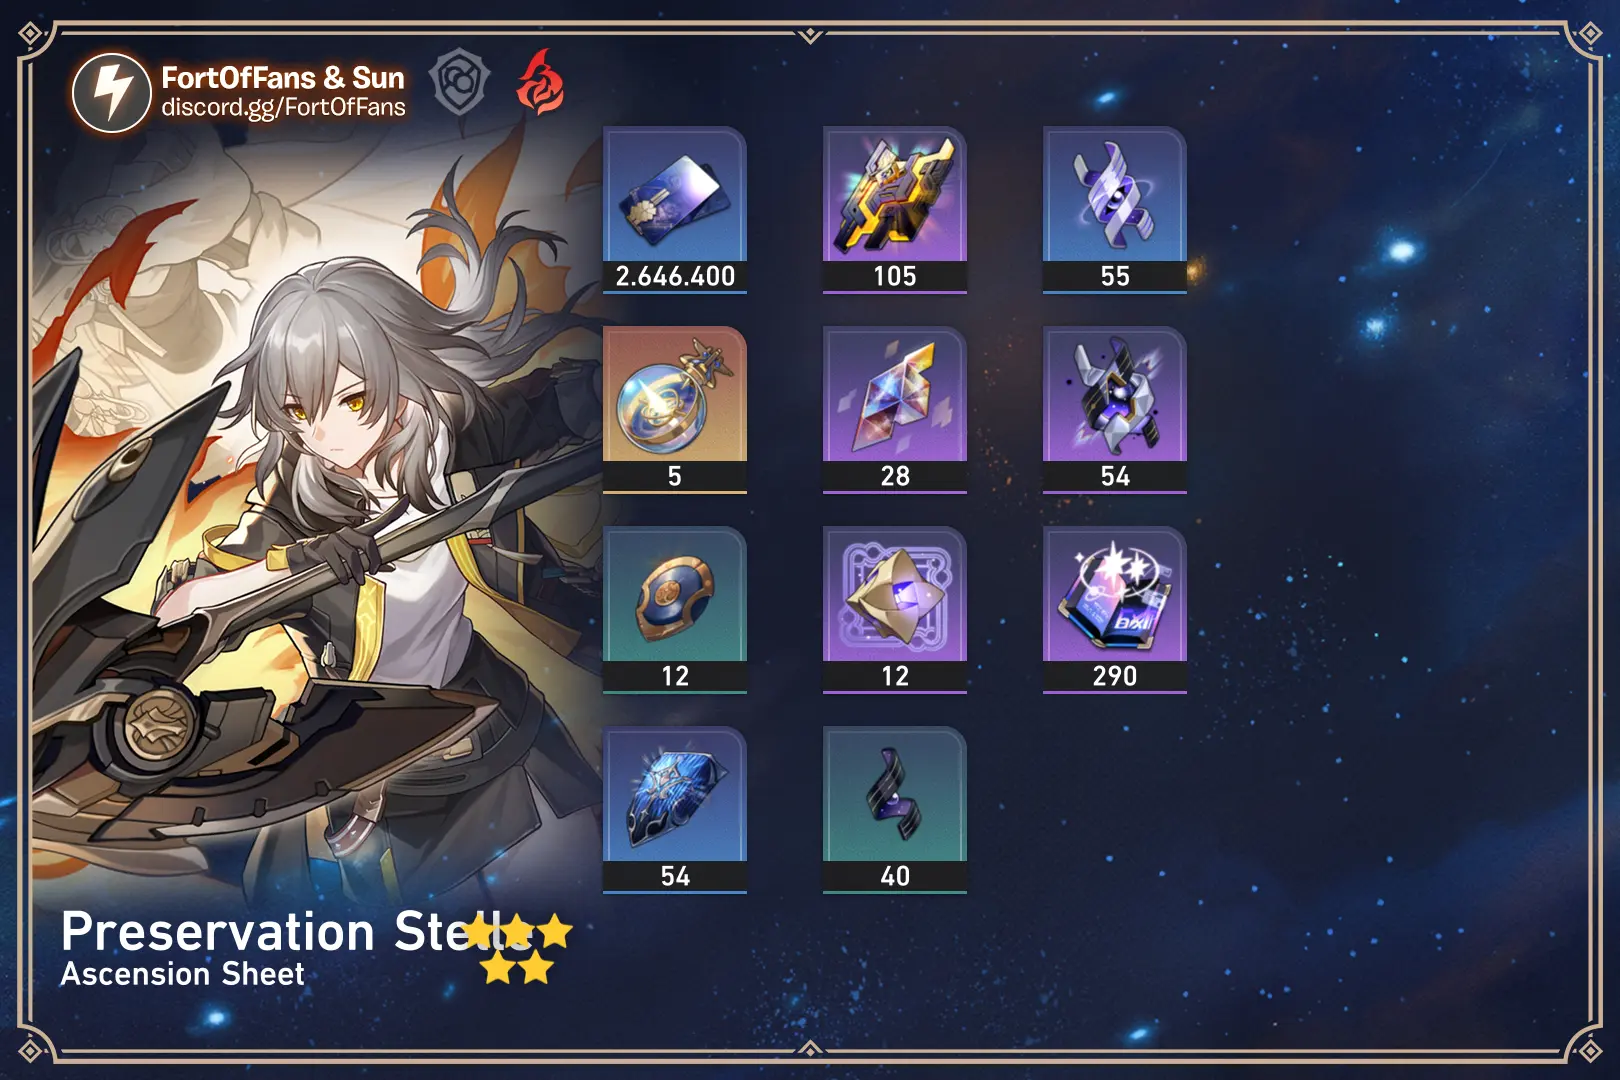 FortOfFans & Sun
discord.gg/FortOfFans
2.646.400
105
55
5
28
54
12
12
290
54
40
Preservation Stelle
Ascension Sheet